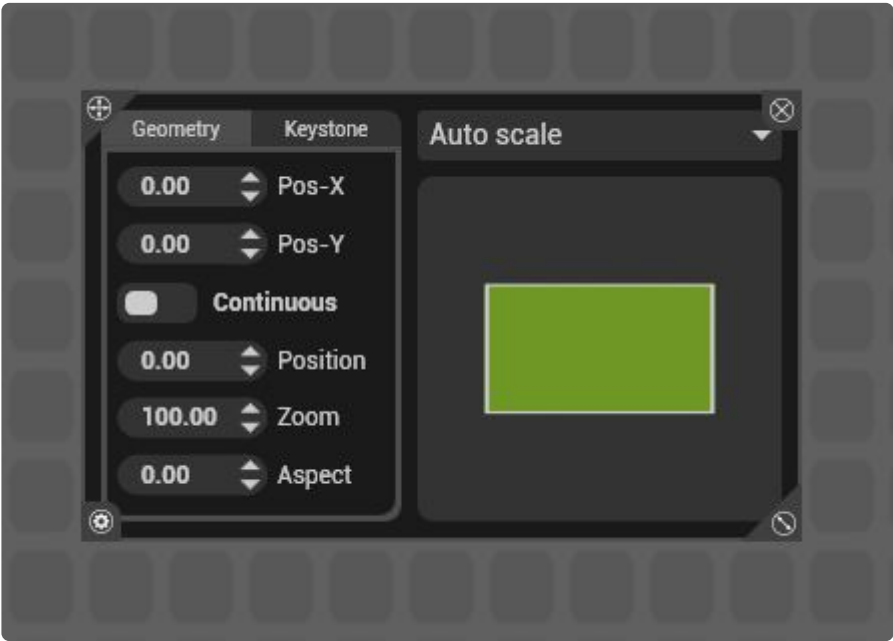 Geometry Keystone
Auto scale
0.00 Pos-X
0.00 Pos-Y
Continuous
0.00 Position
100.00 Zoom
0.00 Aspect